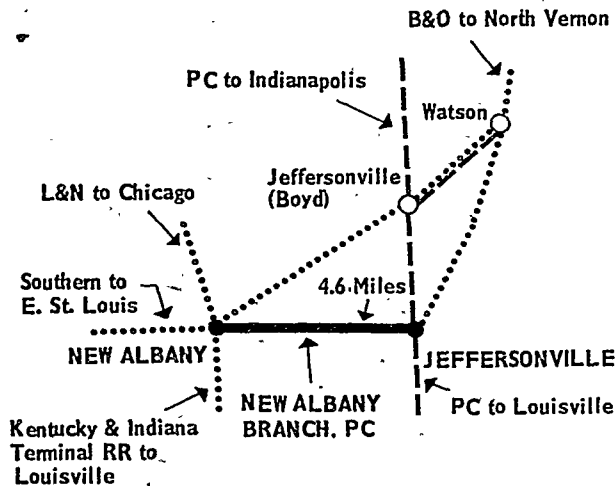 B&O to North Vernon
PC to Indianapolis
Watson
Jeffersonville
(Boyd)
L&N to Chicago
Southern to
E. St. Louis
4.6 Miles
NEW ALBANY
JEFFERSONVILLE
NEW ALBANY
BRANCH, PC
PC to Louisville
Kentucky & Indiana
Terminal RR to
Louisville